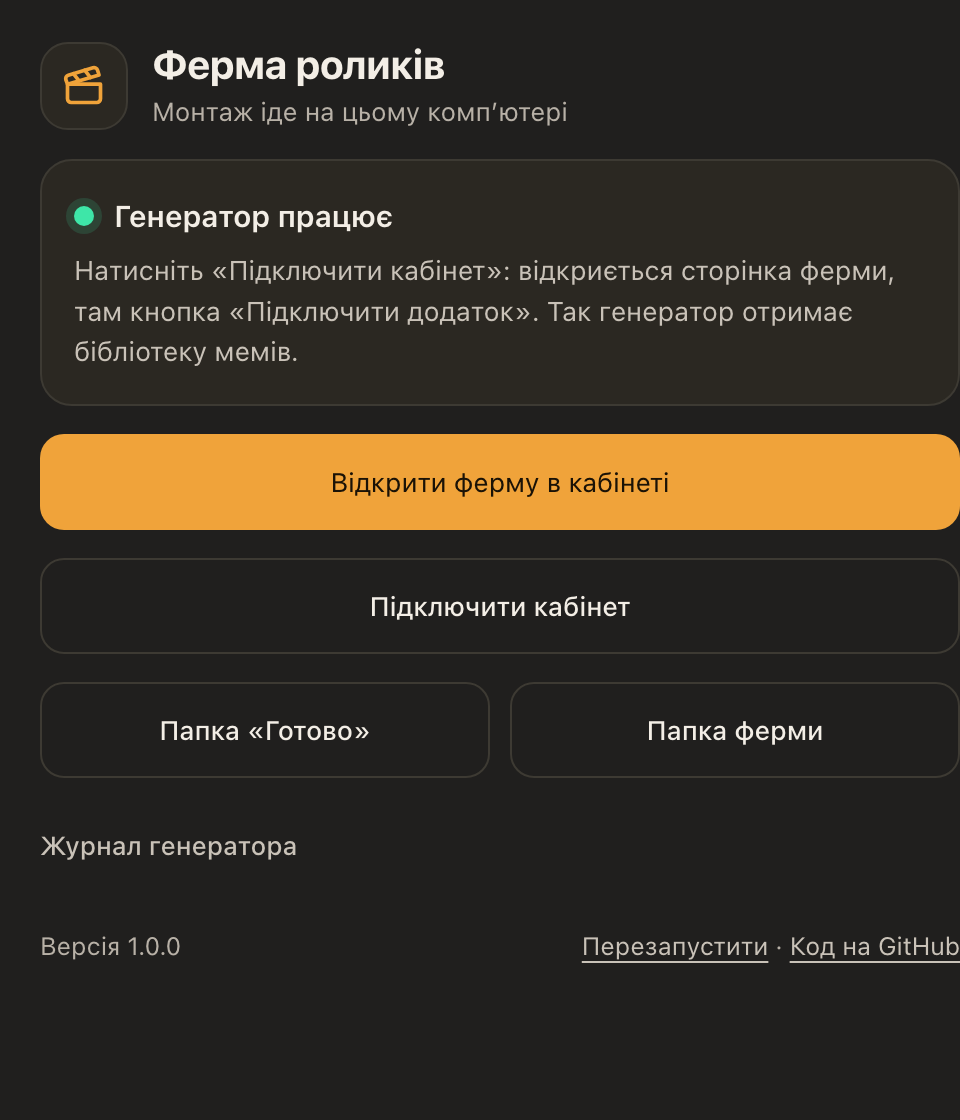 Ферма роликів
Монтаж іде на цьому комп’ютері
Генератор працює
Натисніть «Підключити кабінет»: відкриється сторінка ферми,
там кнопка «Підключити додаток». Так генератор отримає
бібліотеку мемів.
Відкрити ферму в кабінеті
Підключити кабінет
Папка «Готово»
Папка ферми
Журнал генератора
Версія 1.0.0
Перезапустити · Код на GitHub